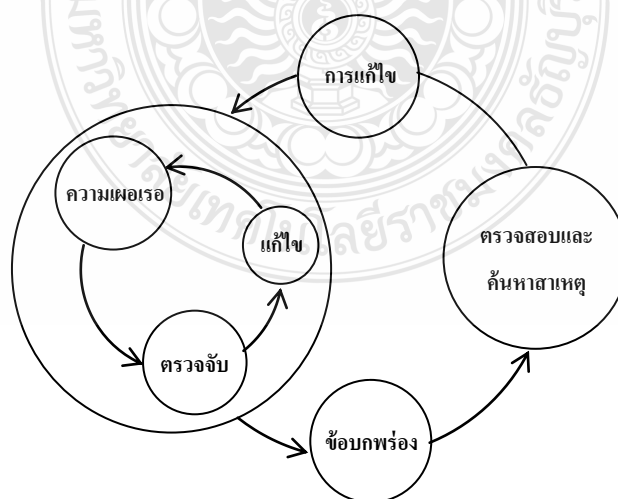 การแก้ไข
ความเผอเรอ
แก้ไข
ตรวจสอบและ
ค้นหาสาเหตุ
ตรวจจับ
ข้อบกพร่อง